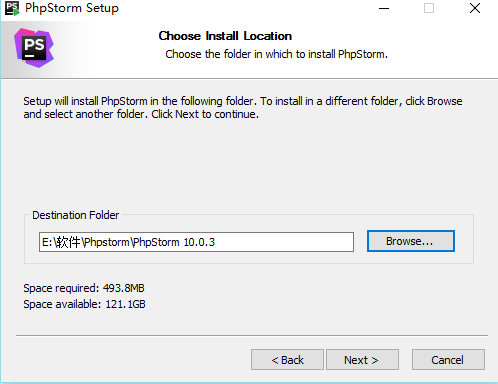 PhpStorm Setup
PS
Choose Install Location
Choose the folder in which to install PhpStorm.
Setup will install PhpStorm in the following folder. To install in a different folder, click Browse
and select another folder. Click Next to continue.
Destination Folder
E:\软件\Phpstorm\PhpStorm 10.0.3
Browse...
Space required: 493.8MB
Space available: 121.1GB
< Back
Next >
Cancel